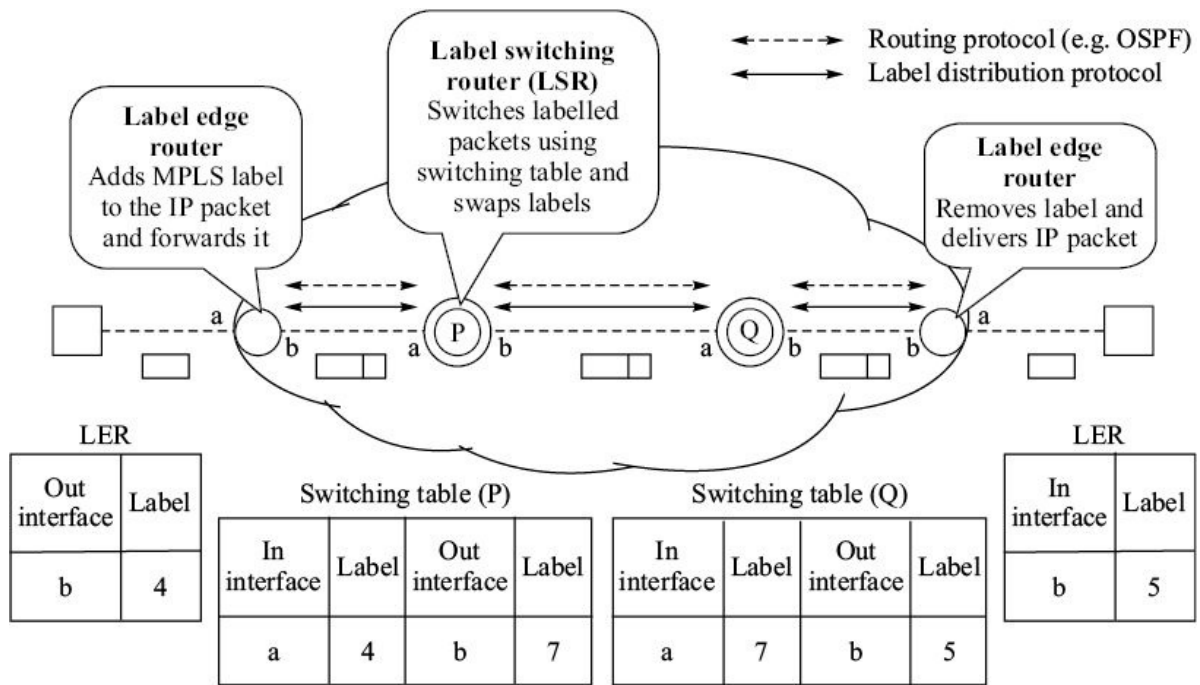 Label switching
router (LSR)
Switches labelled
packets using
switching table and
swaps labels
Routing protocol (e.g. OSPF)
Label distribution protocol
Label edge
router
Adds MPLS label
to the IP packet
and forwards it
Label edge
router
Removes label and
delivers IP packet
a
b
a
P
b
a
Q
b
b
a
LER
Out
interface
Label
b
4
Switching table (P)
In
interface
Label
Out
interface
Label
a
4
b
7
Switching table (Q)
In
interface
Label
Out
interface
Label
a
7
b
5
LER
In
interface
Label
b
5